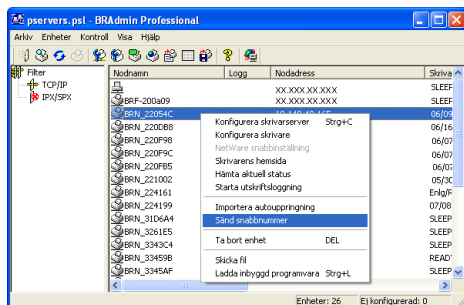 pservers.psl - BRAdmin Professional
Arkiv Enheter Kontroll Visa Hjälp
Filter
TCP/IP
IPX/SPX
Nodnamn Logg Nodadress Skriva
XX.XXX.XX.XXX SLEEP
BRF-200a09 XX.XXX.XX.XXX SLEEP
BRN_22054C 06/09
BRN_220DB8 06/16
BRN_220F98 06/07
BRN_220F9C 06/07
BRN_220FB5 06/07
BRN_221002 05/30
BRN_224161 Enlg/F
BRN_224199 07/08
BRN_31D6A4 SLEEP
BRN_3261E5 SLEEP
BRN_3343C4 SLEEP
BRN_33459B READY
BRN_3345AF SLEEP
Konfigurera skrivarserver Strg+C
Konfigurera skrivare
NetWare snabbinställning
Skrivarens hemsida
Hämta aktuell status
Starta utskriftsloggning
Importera autouppringning
Sänd snabbnummer
Ta bort enhet DEL
Skicka fil
Ladda inbyggd programvara Strg+L
Enheter: 26 Ej konfigurerad: 0